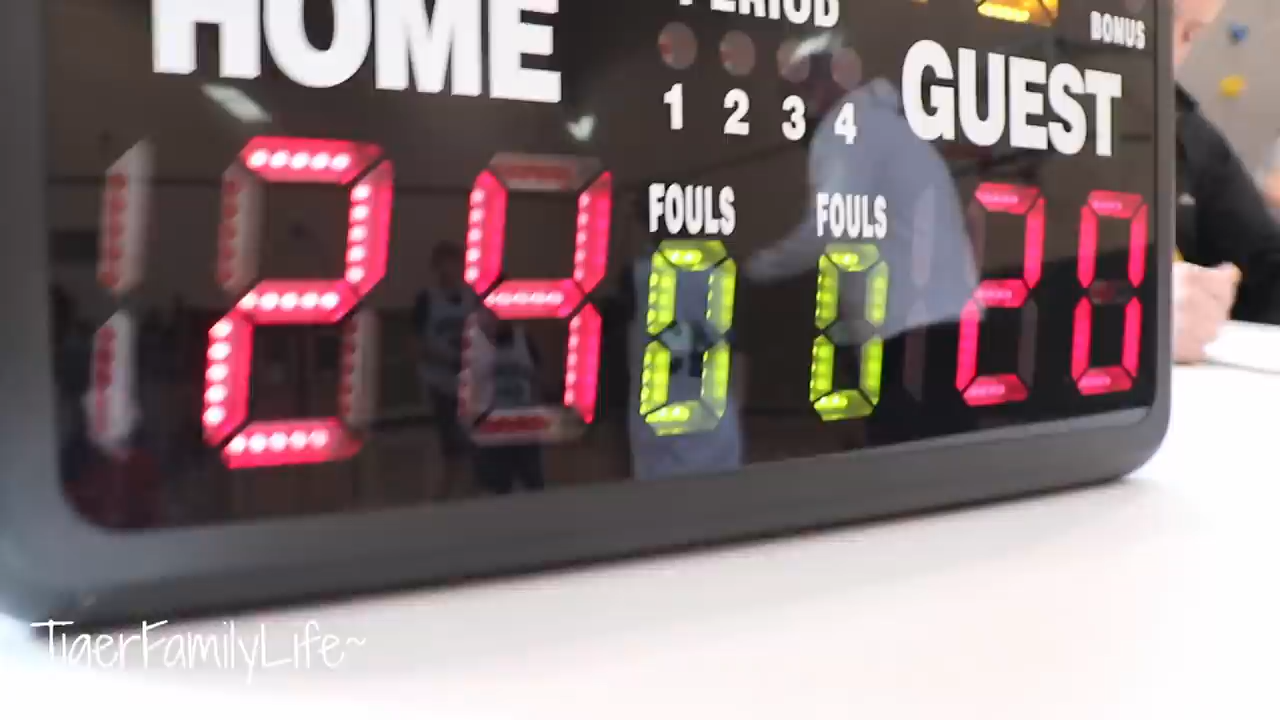 PERIOD
BONUS
HOME
1 2 3 4
GUEST
FOULS
FOULS
24
0
0
20
TigerFamilyLife~